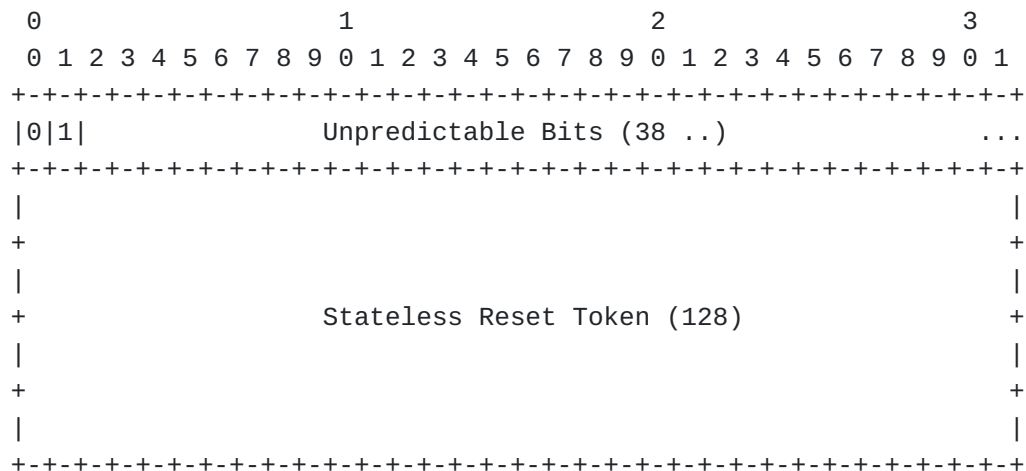 0                   1                   2                   3
 0 1 2 3 4 5 6 7 8 9 0 1 2 3 4 5 6 7 8 9 0 1 2 3 4 5 6 7 8 9 0 1
+-+-+-+-+-+-+-+-+-+-+-+-+-+-+-+-+-+-+-+-+-+-+-+-+-+-+-+-+-+-+-+-+
|0|1|               Unpredictable Bits (38 ..)                ...
+-+-+-+-+-+-+-+-+-+-+-+-+-+-+-+-+-+-+-+-+-+-+-+-+-+-+-+-+-+-+-+-+
|                                                               |
+                                                               +
|                                                               |
+                   Stateless Reset Token (128)                 +
|                                                               |
+                                                               +
|                                                               |
+-+-+-+-+-+-+-+-+-+-+-+-+-+-+-+-+-+-+-+-+-+-+-+-+-+-+-+-+-+-+-+-+